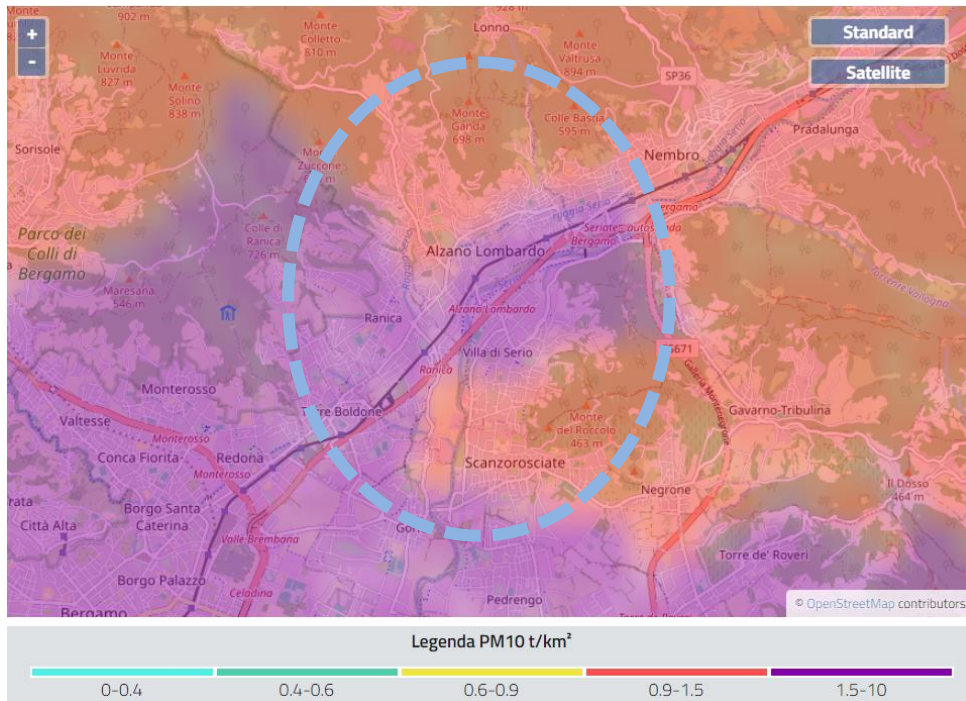 902 m
Monte
Colletto
810 m
Lonno
928 m
+
-
Standard
Satellite
Monte
Luvrida
827 m
Monte
Solino
838 m
Monte
Valtrusa
894 m
SP36
Sorisole
Monte
Ganda
698 m
Colle Bastia
595 m
Pradalunga
Nembro
Parco dei
Colli di
Bergamo
Colle di
Ranica
726 m
Alzano Lombardo
Maresana
546 m
Ranica
Alzano Lombardo
Villa di Serio
Ranica
Monterosso
Torre Boldone
Valtesse
Monterosso
Conca Fiorita
Redona
Monterosso
Monte
del Roccolo
463 m
Gavarno-Tribulina
Galleria Montenegrone
Scanzorosciate
Negrone
Il Dosso
464 m
Borgo Santa
Caterina
Città Alta
Valle Brembana
Torre de' Roveri
Borgo Palazzo
Celadina
Pedrengo
Bergamo
© OpenStreetMap contributors
Legenda PM10 t/km²
0-0.4
0.4-0.6
0.6-0.9
0.9-1.5
1.5-10